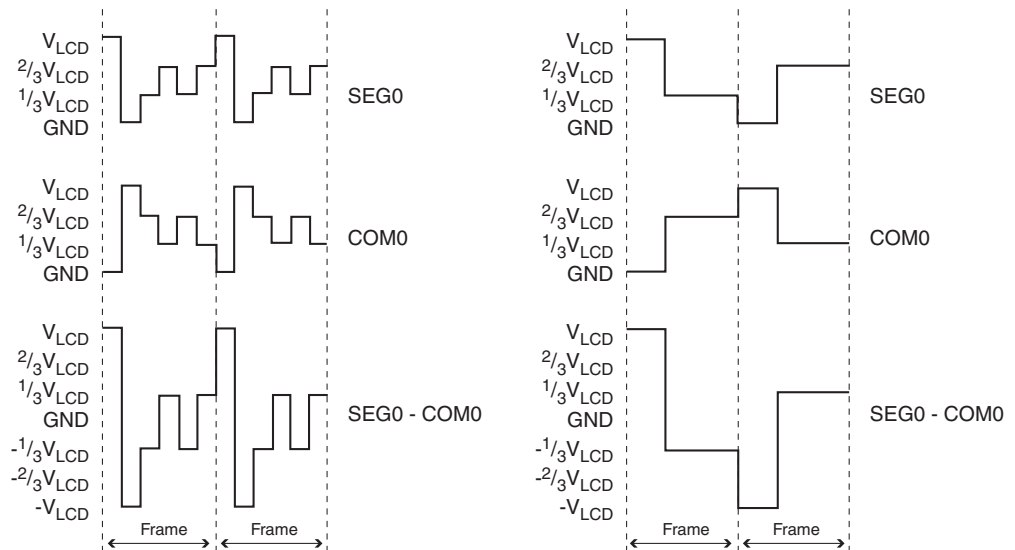 V_LCD
²/₃V_LCD
¹/₃V_LCD
GND
SEG0
V_LCD
²/₃V_LCD
¹/₃V_LCD
GND
COM0
V_LCD
²/₃V_LCD
¹/₃V_LCD
GND
-¹/₃V_LCD
-²/₃V_LCD
-V_LCD
SEG0 - COM0
Frame
Frame
V_LCD
²/₃V_LCD
¹/₃V_LCD
GND
SEG0
V_LCD
²/₃V_LCD
¹/₃V_LCD
GND
COM0
V_LCD
²/₃V_LCD
¹/₃V_LCD
GND
-¹/₃V_LCD
-²/₃V_LCD
-V_LCD
SEG0 - COM0
Frame
Frame